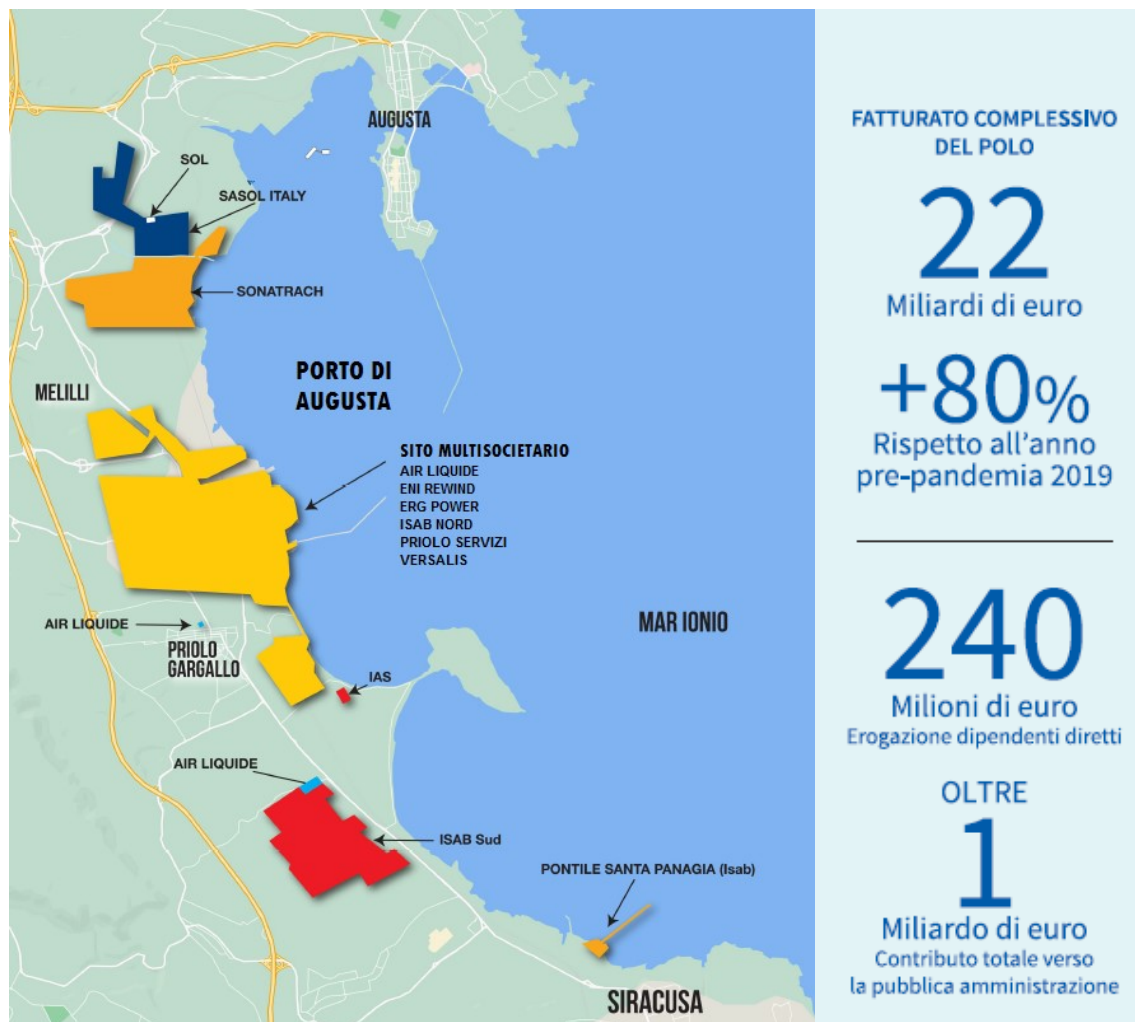 AUGUSTA
SOL
SASOL ITALY
SONATRACH
MELILLI
PORTO DI
AUGUSTA
SITO MULTISOCIETARIO
AIR LIQUIDE
ENI REWIND
ERG POWER
ISAB NORD
PRIOLO SERVIZI
VERSALIS
AIR LIQUIDE
PRIOLO
GARGALLO
MAR IONIO
IAS
AIR LIQUIDE
ISAB Sud
PONTILE SANTA PANAGIA (Isab)
SIRACUSA
FATTURATO COMPLESSIVO
DEL POLO
22
Miliardi di euro
+80%
Rispetto all'anno
pre-pandemia 2019
240
Milioni di euro
Erogazione dipendenti diretti
OLTRE
1
Miliardo di euro
Contributo totale verso
la pubblica amministrazione